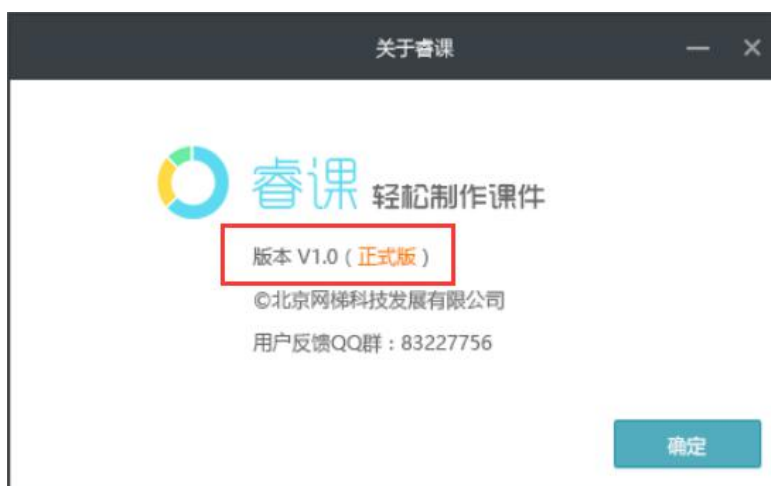 关于睿课
睿课 轻松制作课件
版本 V1.0 ( 正式版 )
©北京网梯科技发展有限公司
用户反馈QQ群：83227756
确定